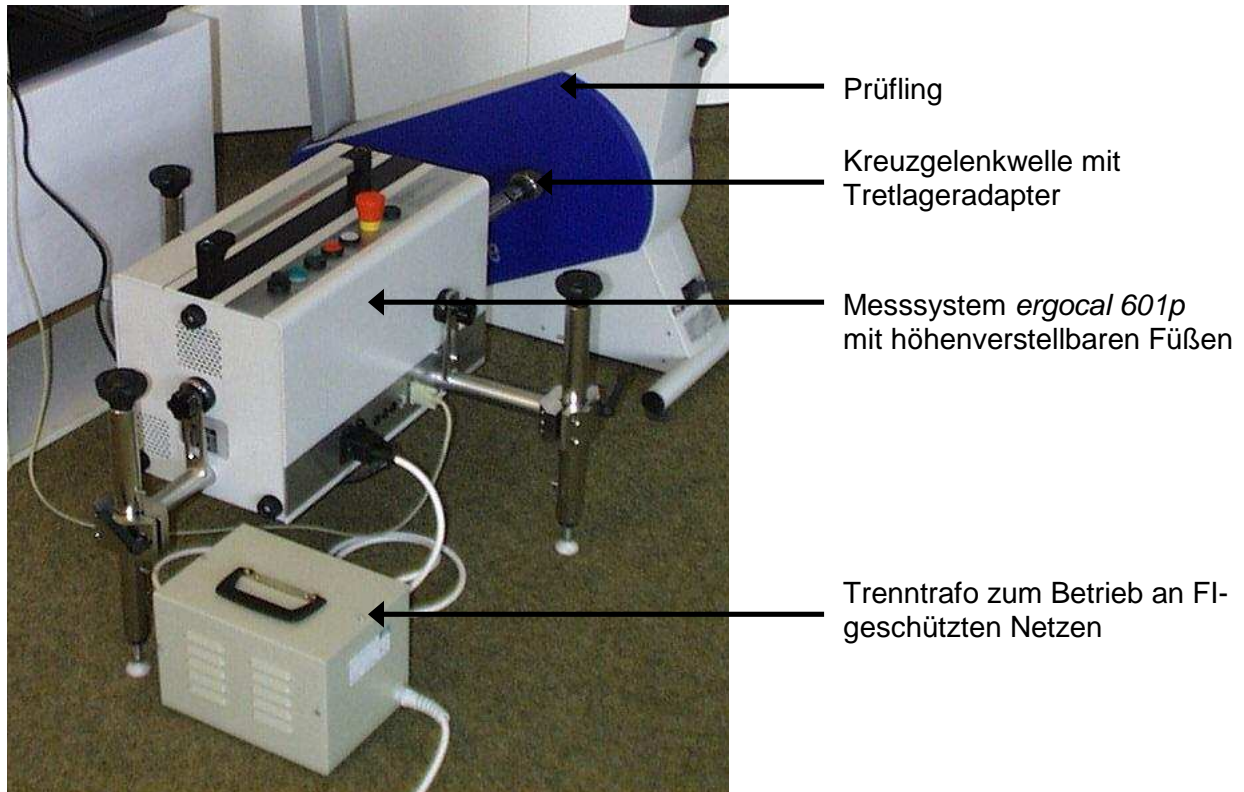 Prüfling
Kreuzgelenkwelle mit
Tretlageradapter
Messsystem ergocal 601p
mit höhenverstellbaren Füßen
Trenntrafo zum Betrieb an FI-
geschützten Netzen